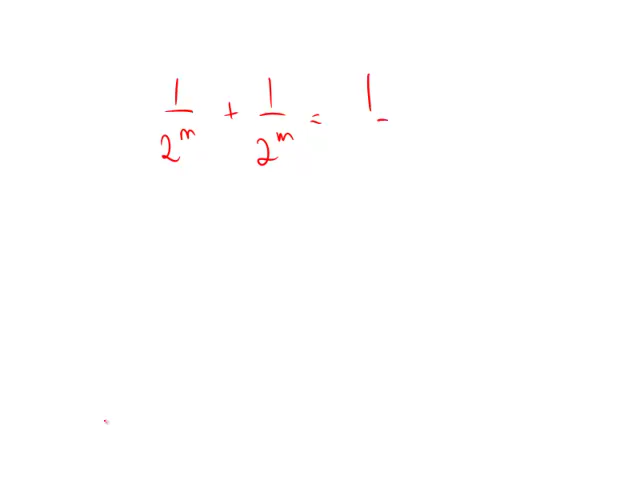 1/2^m + 1/2^m = 1